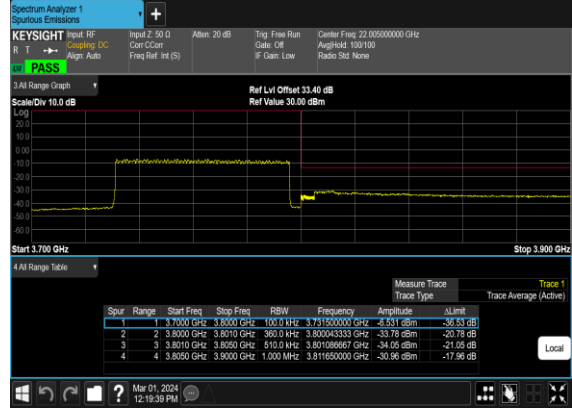 Spectrum Analyzer 1
Spurious Emissions
KEYSIGHT Input: RF Input Z: 50 Ω Atten: 20 dB Trig: Free Run Center Freq: 22.005000000 GHz
R T Coupling: DC Corr CCorr Gate: Off Avg|Hold: 100/100
Align: Auto Freq Ref: Int (S) IF Gain: Low Radio Std: None
PASS
3 All Range Graph
Ref Lvl Offset 33.40 dB
Scale/Div 10.0 dB Ref Value 30.00 dBm
Log
20.0
10.0
0.00
-10.0
-20.0
-30.0
-40.0
-50.0
-60.0
Start 3.700 GHz Stop 3.900 GHz
4 All Range Table
Measure Trace Trace 1
Trace Type Trace Average (Active)
Spur Range Start Freq Stop Freq RBW Frequency Amplitude ΔLimit
1 1 3.7000 GHz 3.8000 GHz 100.0 kHz 3.731500000 GHz -6.531 dBm -36.53 dB
2 2 3.8000 GHz 3.8010 GHz 360.0 kHz 3.800043333 GHz -33.78 dBm -20.78 dB
3 3 3.8010 GHz 3.8050 GHz 510.0 kHz 3.801086667 GHz -34.05 dBm -21.05 dB
4 4 3.8050 GHz 3.9000 GHz 1.000 MHz 3.811650000 GHz -30.96 dBm -17.96 dB
Local
Mar 01, 2024
12:19:39 PM